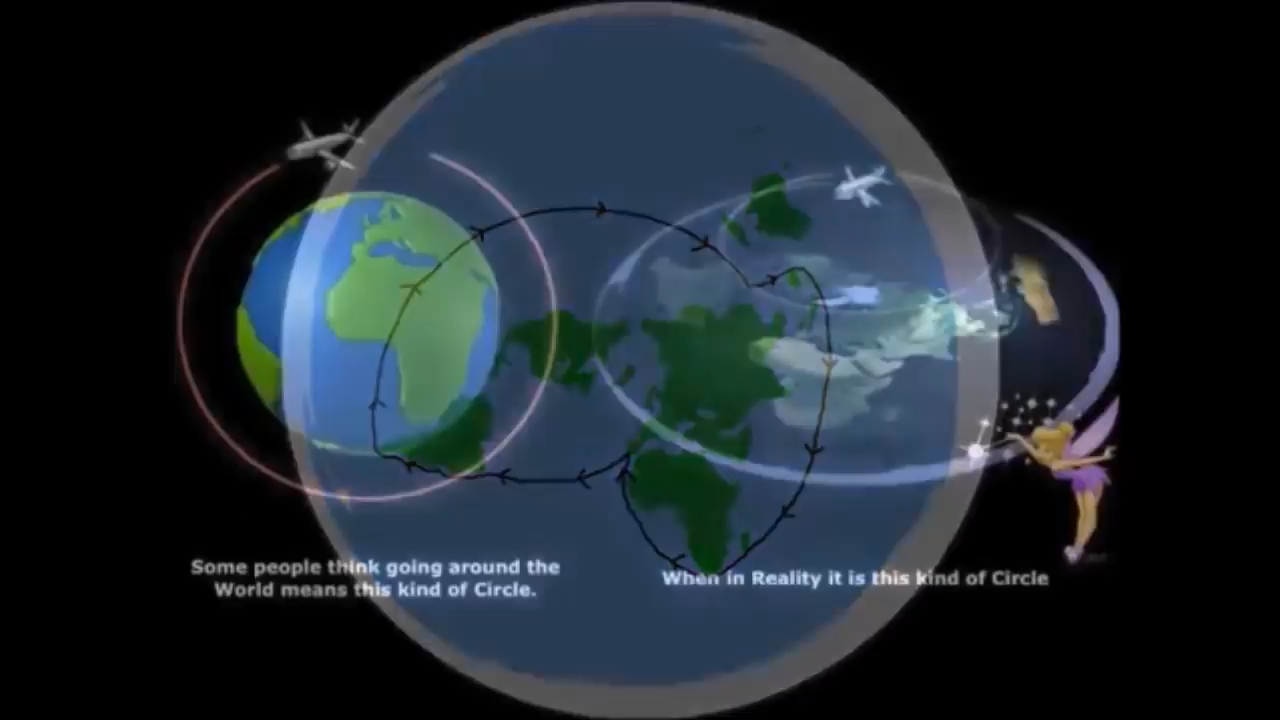 Some people think going around the
World means this kind of Circle.
When in Reality it is this kind of Circle